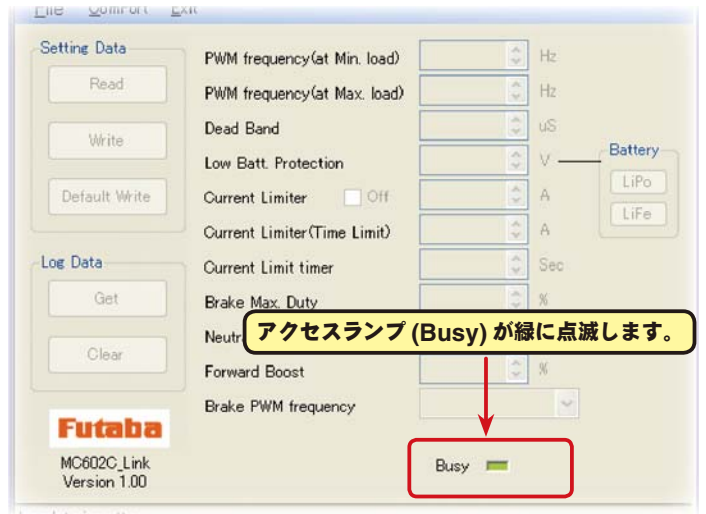 File ComPort Exit
Setting Data
Read
Write
Default Write
PWM frequency(at Min. load) Hz
PWM frequency(at Max. load) Hz
Dead Band uS
Low Batt. Protection V
Battery
LiPo
LiFe
Current Limiter Off A
Current Limiter(Time Limit) A
Log Data
Get
Clear
Current Limit timer Sec
Brake Max. Duty %
アクセスランプ (Busy) が緑に点滅します。
Forward Boost %
Brake PWM frequency
Futaba
MC602C_Link
Version 1.00
Busy